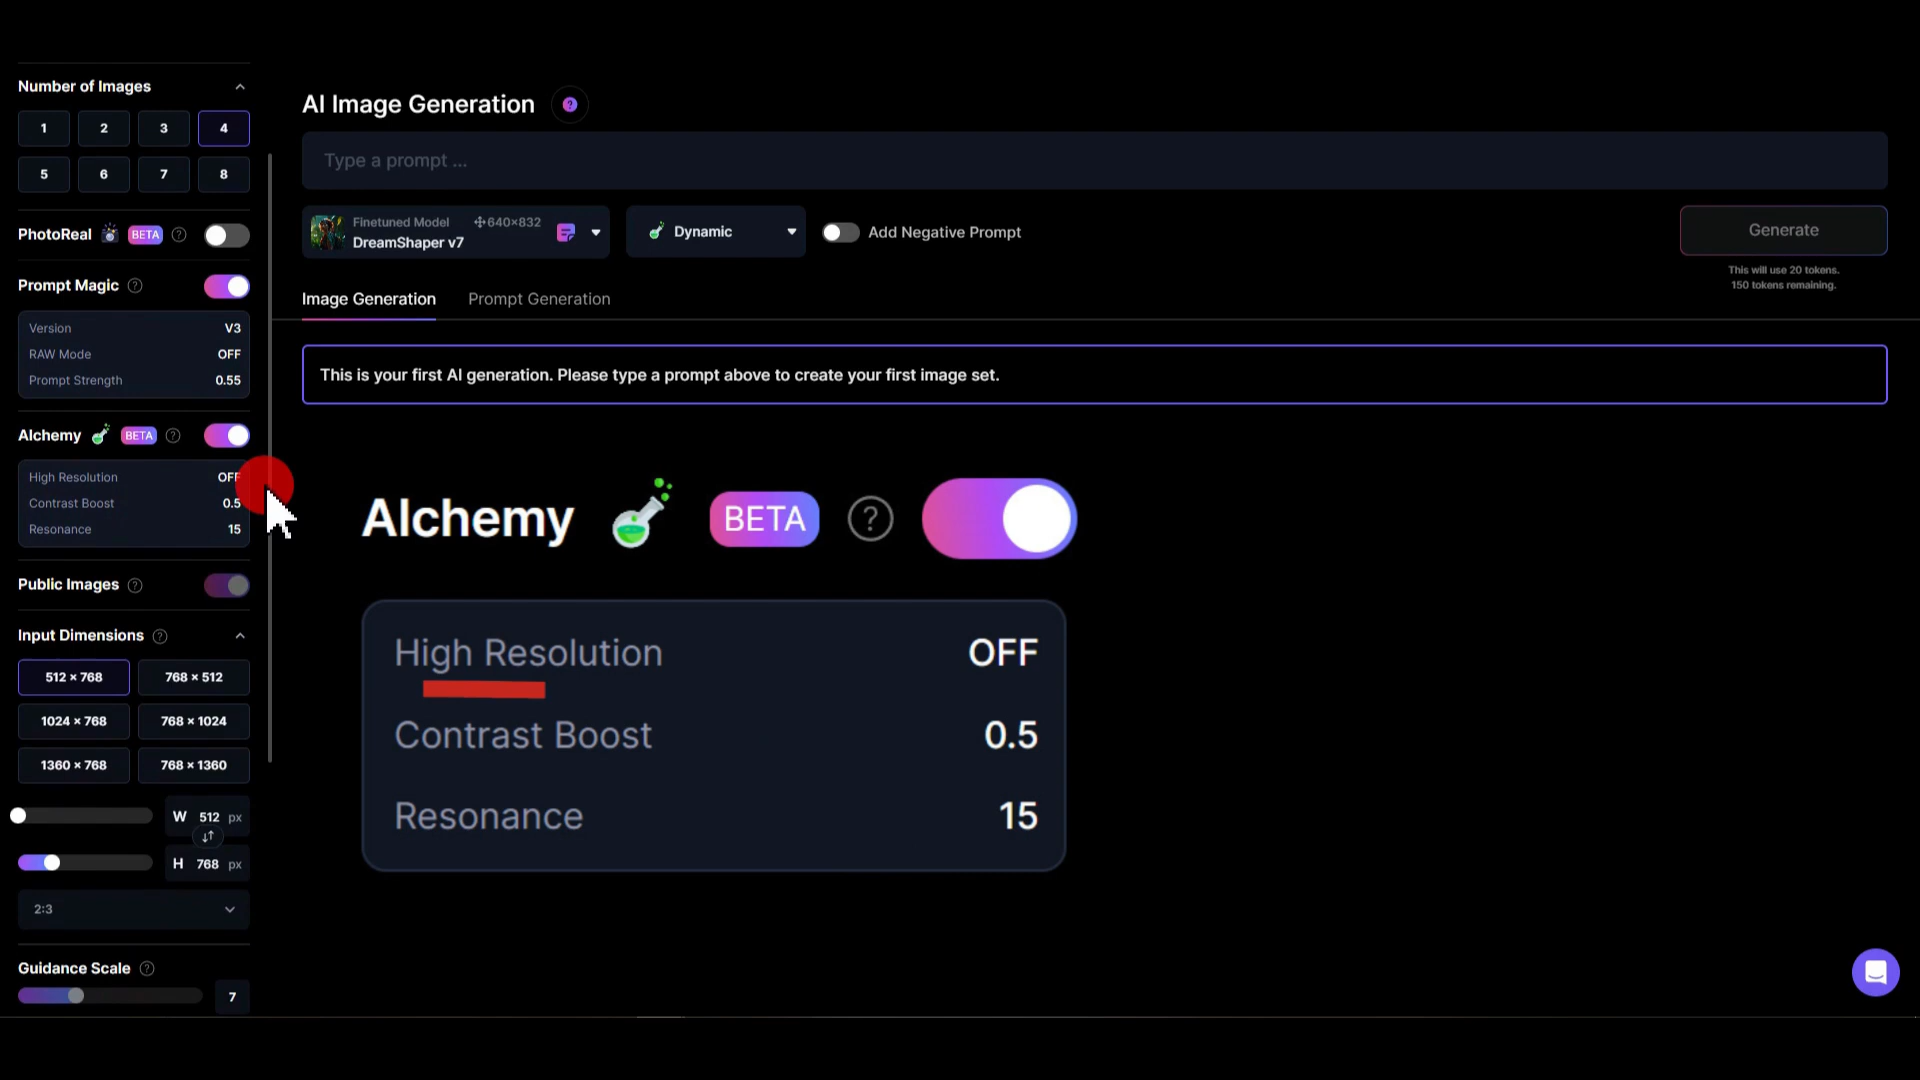 Number of Images
1 2 3 4
5 6 7 8
PhotoReal BETA ?
Prompt Magic ?
Version V3
RAW Mode OFF
Prompt Strength 0.55
Alchemy BETA ?
High Resolution OFF
Contrast Boost 0.5
Resonance 15
Public Images ?
Input Dimensions ?
512 × 768 768 × 512
1024 × 768 768 × 1024
1360 × 768 768 × 1360
W 512 px
H 768 px
2:3
Guidance Scale ?
7
AI Image Generation ?
Type a prompt ...
Finetuned Model 640×832
DreamShaper v7
Dynamic
Add Negative Prompt
Generate
This will use 20 tokens.
150 tokens remaining.
Image Generation Prompt Generation
This is your first AI generation. Please type a prompt above to create your first image set.
Alchemy BETA ?
High Resolution OFF
Contrast Boost 0.5
Resonance 15